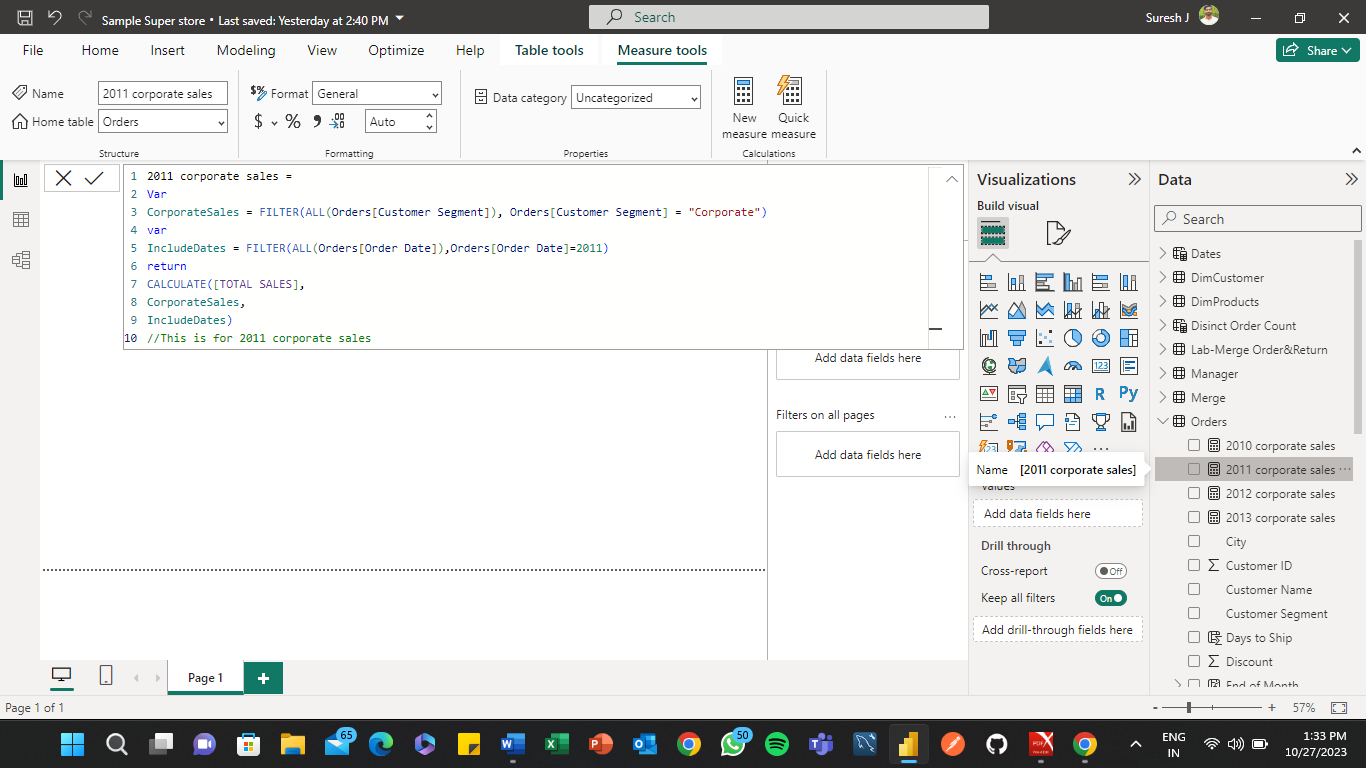 Sample Super store • Last saved: Yesterday at 2:40 PM
Search
Suresh J
File
Home
Insert
Modeling
View
Optimize
Help
Table tools
Measure tools
Share
Name
2011 corporate sales
Home table
Orders
Structure
$% Format
General
$
%
Auto
Formatting
Data category
Uncategorized
Properties
New
measure
Quick
measure
Calculations
1 2011 corporate sales =
2 Var
3 CorporateSales = FILTER(ALL(Orders[Customer Segment]), Orders[Customer Segment] = "Corporate")
4 var
5 IncludeDates = FILTER(ALL(Orders[Order Date]),Orders[Order Date]=2011)
6 return
7 CALCULATE([TOTAL SALES],
8 CorporateSales,
9 IncludeDates)
10 //This is for 2011 corporate sales
Add data fields here
Filters on all pages
Add data fields here
Visualizations
Build visual
R
Py
Name [2011 corporate sales]
Values
Add data fields here
Drill through
Cross-report
Off
Keep all filters
On
Add drill-through fields here
Data
Search
Dates
DimCustomer
DimProducts
Disinct Order Count
Lab-Merge Order&Return
Manager
Merge
Orders
2010 corporate sales
2011 corporate sales
2012 corporate sales
2013 corporate sales
City
Customer ID
Customer Name
Customer Segment
Days to Ship
Discount
End of Month
Page 1
Page 1 of 1
57%
65
50
ENG
IN
1:33 PM
10/27/2023